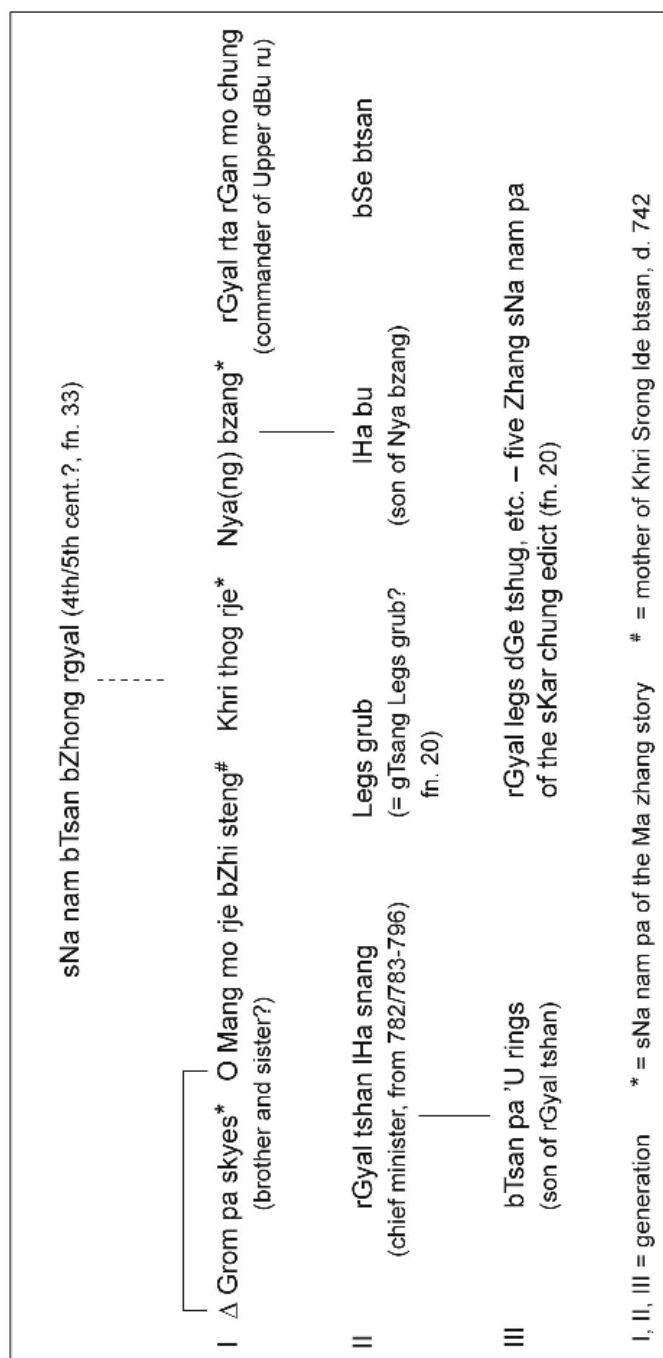 sNa nam bTsan bZhong rgyal (4th/5th cent.?, fn. 33)
I Δ Grom pa skyes* O Mang mo rje bZhi steng# Khri thog rje* Nya(ng) bzang* rGyal rta rGan mo chung
(brother and sister?) (commander of Upper dBu ru)
II rGyal tshan lHa snang Legs grub lHa bu bSe btsan
(chief minister, from 782/783-796) (= gTsang Legs grub? (son of Nya bzang)
fn. 20)
III bTsan pa 'U rings rGyal legs dGe tshug, etc. – five Zhang sNa nam pa
(son of rGyal tshan) of the sKar chung edict (fn. 20)
I, II, III = generation * = sNa nam pa of the Ma zhang story # = mother of Khri Srong lde btsan, d. 742